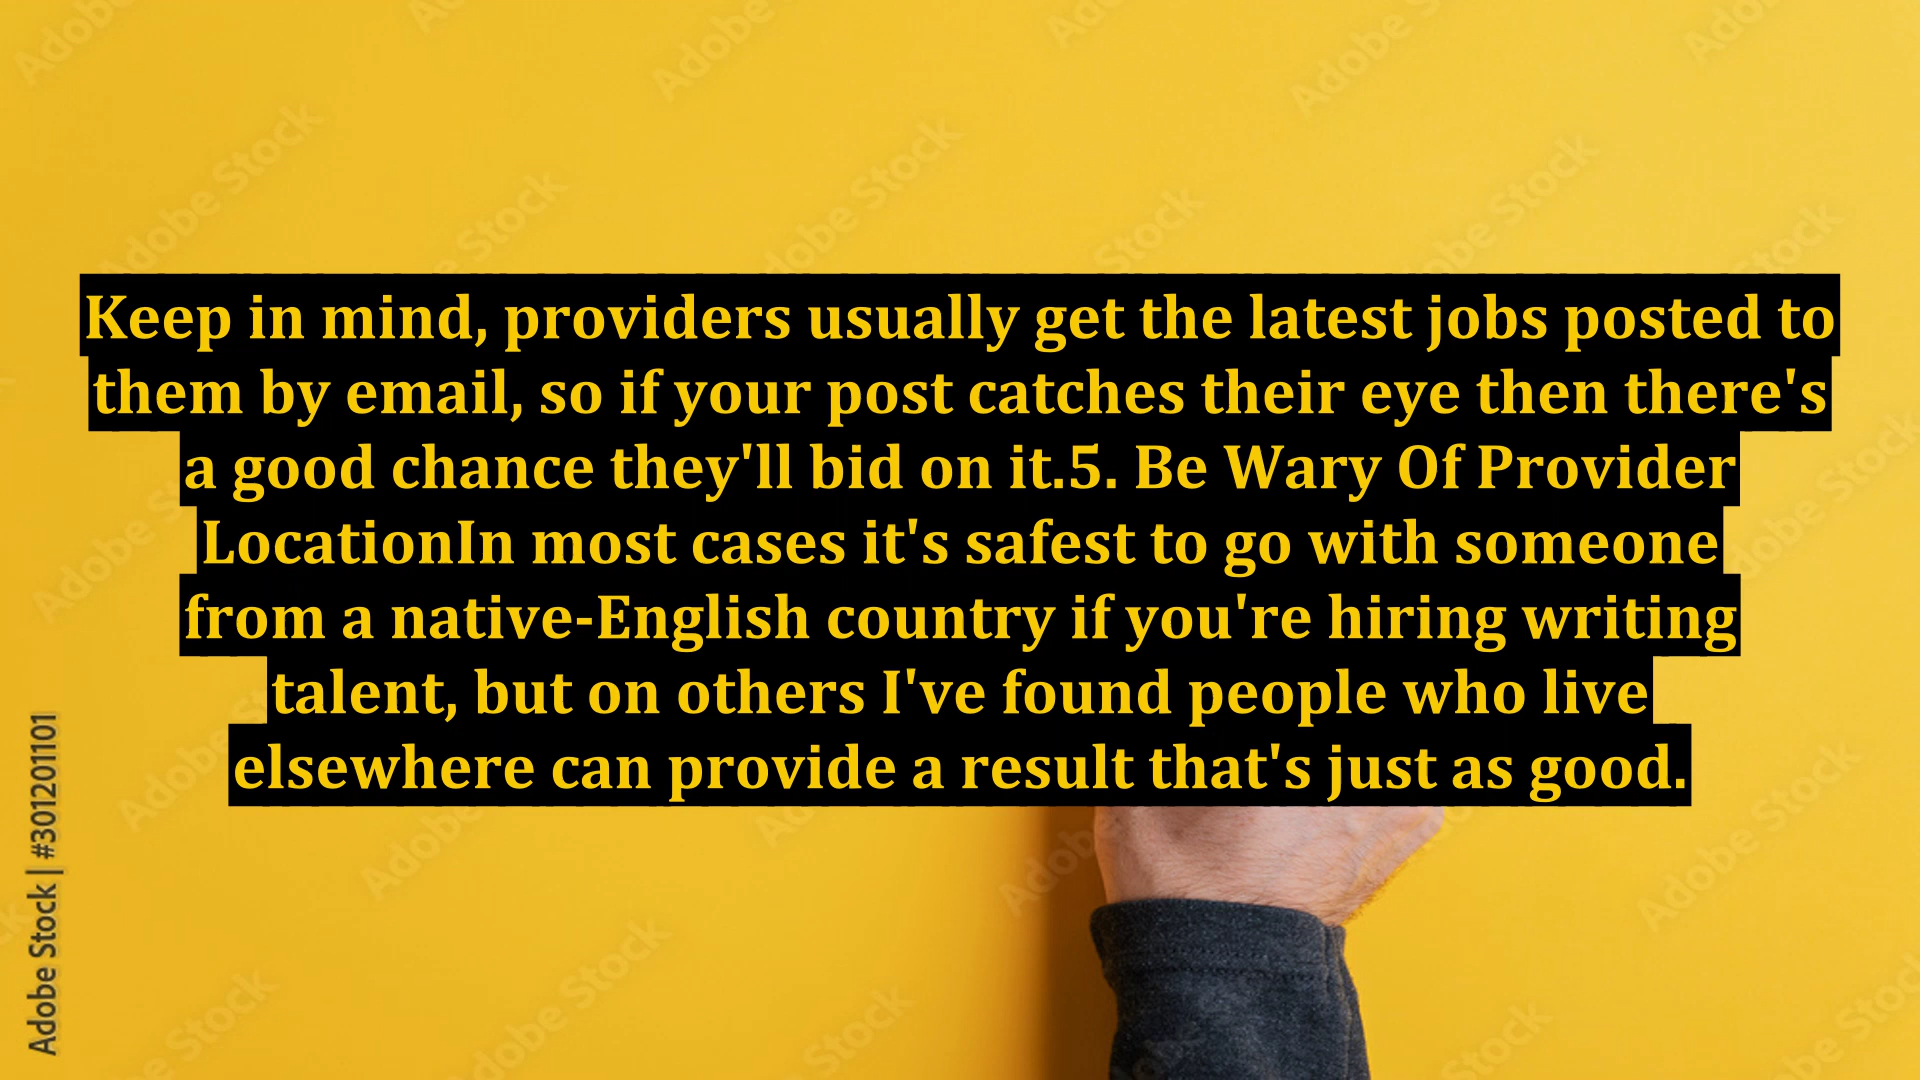 Keep in mind, providers usually get the latest jobs posted to
them by email, so if your post catches their eye then there's
a good chance they'll bid on it.5. Be Wary Of Provider
LocationIn most cases it's safest to go with someone
from a native-English country if you're hiring writing
talent, but on others I've found people who live
elsewhere can provide a result that's just as good.
Adobe Stock | #301201101
Adobe Stock